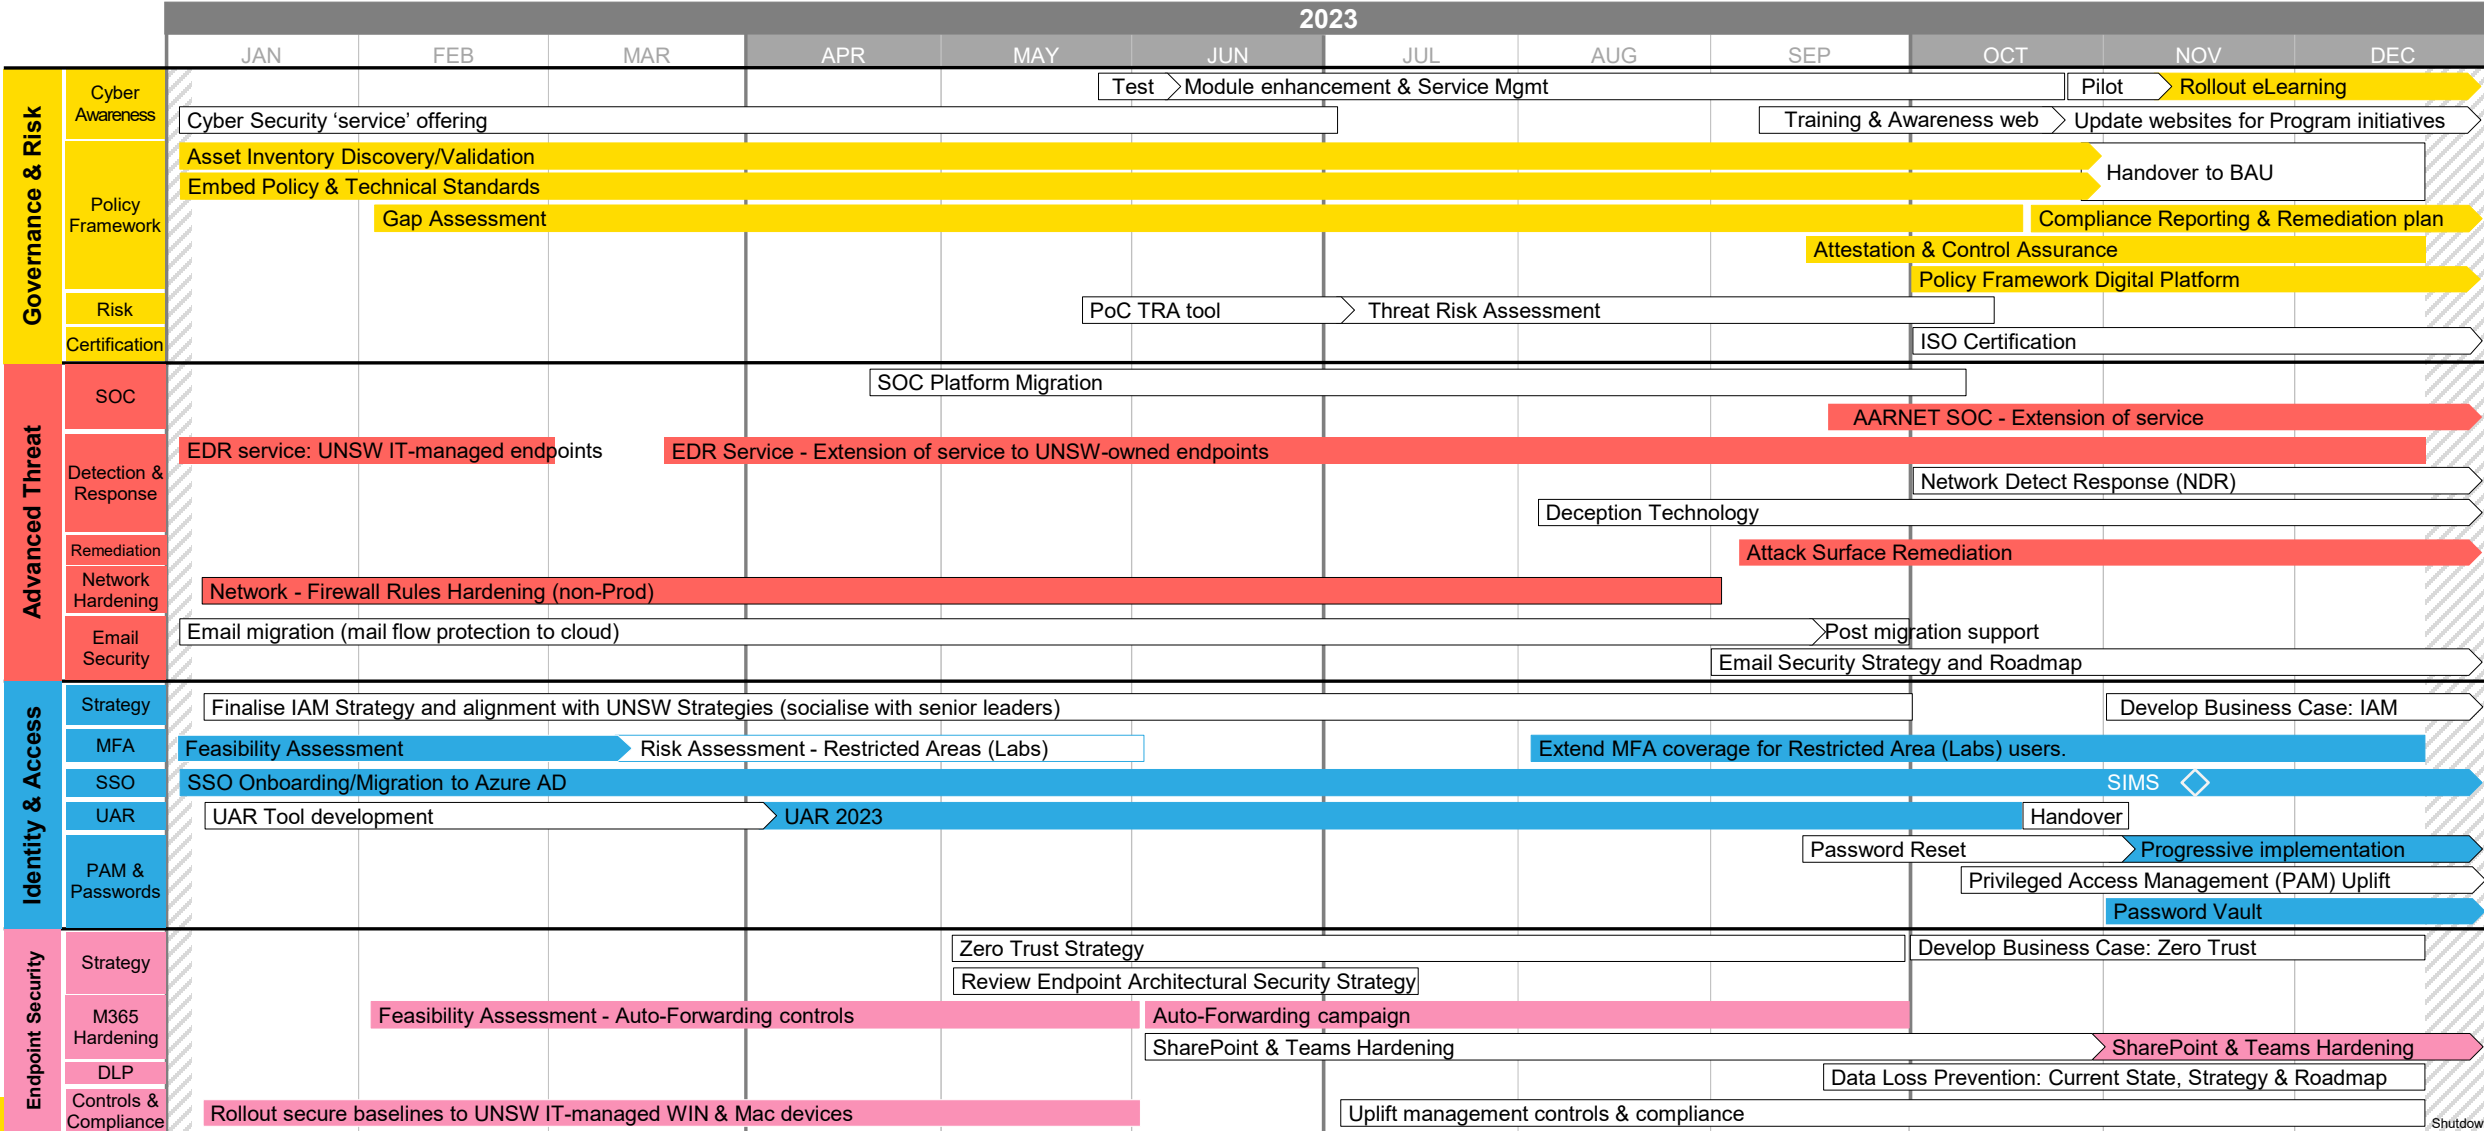 2023
JAN FEB MAR APR MAY JUN JUL AUG SEP OCT NOV DEC
Governance & Risk
Cyber
Awareness
Test Module enhancement & Service Mgmt Pilot Rollout eLearning
Cyber Security ‘service’ offering Training & Awareness web Update websites for Program initiatives
Policy
Framework
Asset Inventory Discovery/Validation
Handover to BAU
Embed Policy & Technical Standards
Gap Assessment Compliance Reporting & Remediation plan
Attestation & Control Assurance
Policy Framework Digital Platform
Risk
PoC TRA tool Threat Risk Assessment
Certification
ISO Certification
Advanced Threat
SOC
SOC Platform Migration
AARNET SOC - Extension of service
Detection &
Response
EDR service: UNSW IT-managed endpoints EDR Service - Extension of service to UNSW-owned endpoints
Network Detect Response (NDR)
Deception Technology
Remediation
Attack Surface Remediation
Network
Hardening
Network - Firewall Rules Hardening (non-Prod)
Email
Security
Email migration (mail flow protection to cloud) Post migration support
Email Security Strategy and Roadmap
Identity & Access
Strategy
Finalise IAM Strategy and alignment with UNSW Strategies (socialise with senior leaders) Develop Business Case: IAM
MFA
Feasibility Assessment Risk Assessment - Restricted Areas (Labs) Extend MFA coverage for Restricted Area (Labs) users.
SSO
SSO Onboarding/Migration to Azure AD SIMS
UAR
UAR Tool development UAR 2023 Handover
PAM &
Passwords
Password Reset Progressive implementation
Privileged Access Management (PAM) Uplift
Password Vault
Endpoint Security
Strategy
Zero Trust Strategy Develop Business Case: Zero Trust
Review Endpoint Architectural Security Strategy
M365
Hardening
Feasibility Assessment - Auto-Forwarding controls Auto-Forwarding campaign
SharePoint & Teams Hardening SharePoint & Teams Hardening
DLP
Data Loss Prevention: Current State, Strategy & Roadmap
Controls &
Compliance
Rollout secure baselines to UNSW IT-managed WIN & Mac devices Uplift management controls & compliance
Shutdow